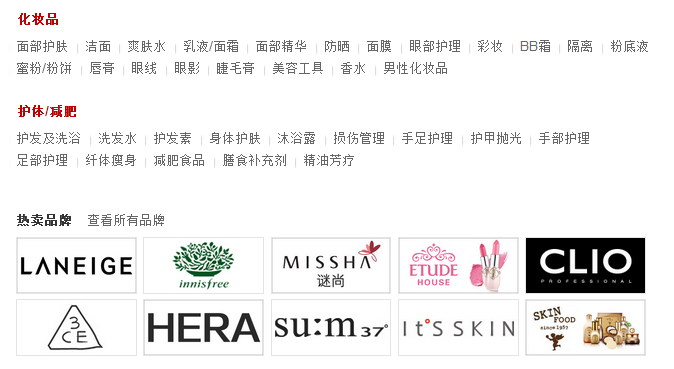 化妆品
面部护肤 | 洁面 | 爽肤水 | 乳液/面霜 | 面部精华 | 防晒 | 面膜 | 眼部护理 | 彩妆 | BB霜 | 隔离 | 粉底液
蜜粉/粉饼 | 唇膏 | 眼线 | 眼影 | 睫毛膏 | 美容工具 | 香水 | 男性化妆品
护体/减肥
护发及洗浴 | 洗发水 | 护发素 | 身体护肤 | 沐浴露 | 损伤管理 | 手足护理 | 护甲抛光 | 手部护理
足部护理 | 纤体瘦身 | 减肥食品 | 膳食补充剂 | 精油芳疗
热卖品牌 查看所有品牌
LANEIGE
innisfree
MISSHA
谜尚
ETUDE
HOUSE
CLIO
PROFESSIONAL
3
CE
HERA
su:m37°
It'S SKIN
SKIN
FOOD
since 1957